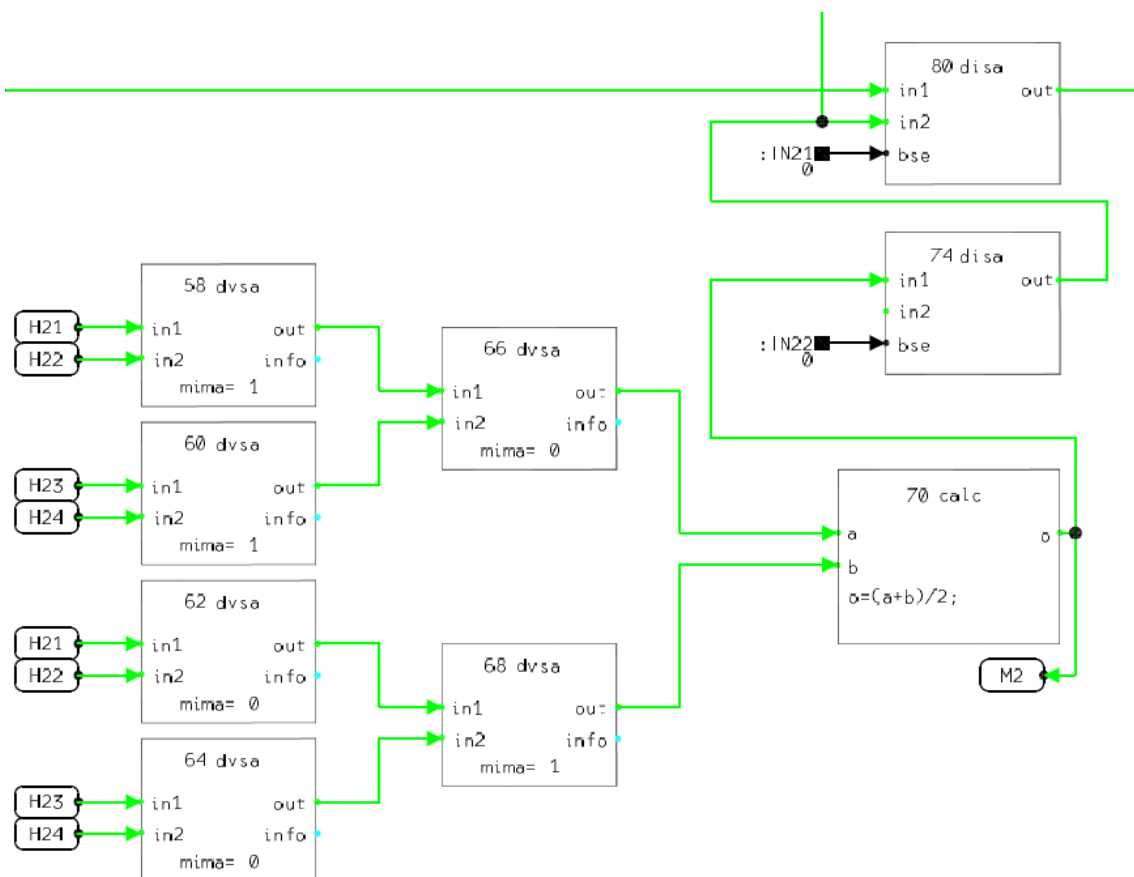 80 disa
in1 out
in2
:IN21 bse
0
74 disa
in1 out
in2
:IN22 bse
0
58 dvsa
H21 in1 out
H22 in2 info
mima= 1
66 dvsa
in1 out
in2 info
mima= 0
60 dvsa
H23 in1 out
H24 in2 info
mima= 1
70 calc
a o
b
o=(a+b)/2;
62 dvsa
H21 in1 out
H22 in2 info
mima= 0
68 dvsa
in1 out
in2 info
mima= 1
M2
64 dvsa
H23 in1 out
H24 in2 info
mima= 0